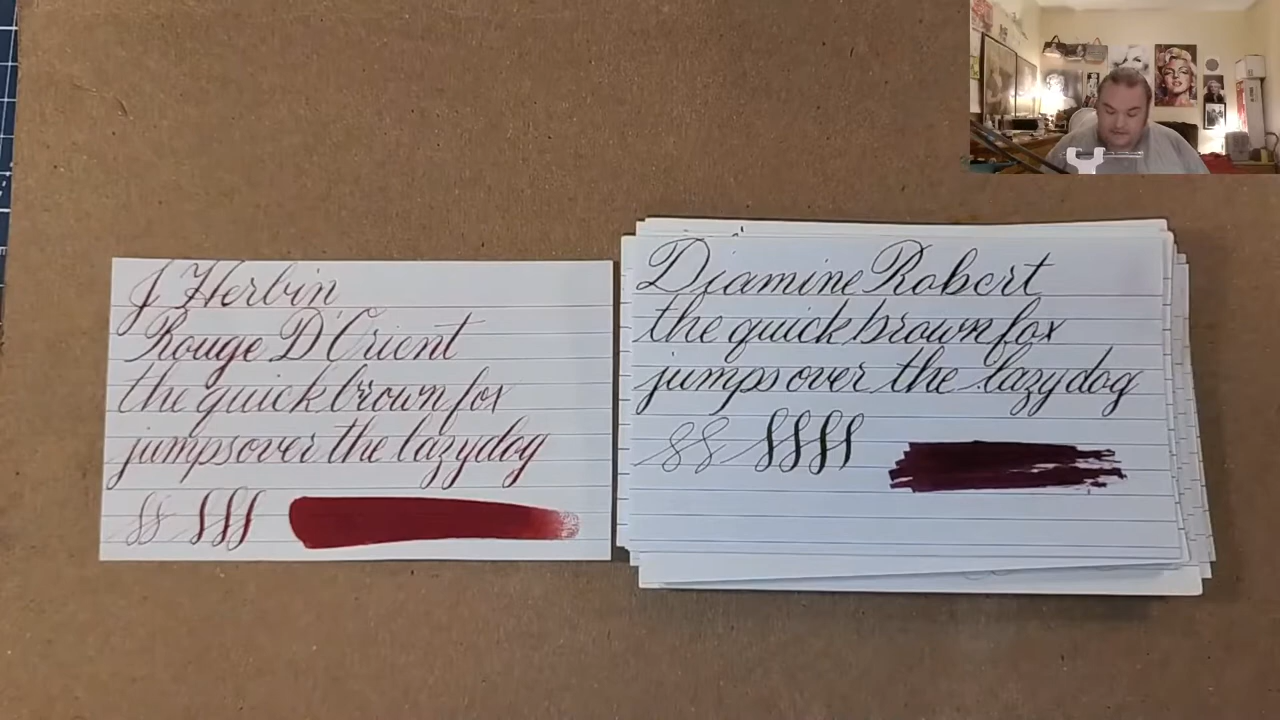 J Herbin
Rouge D'Orient
the quick brown fox
jumps over the lazy dog
Diamine Robert
the quick brown fox
jumps over the lazy dog